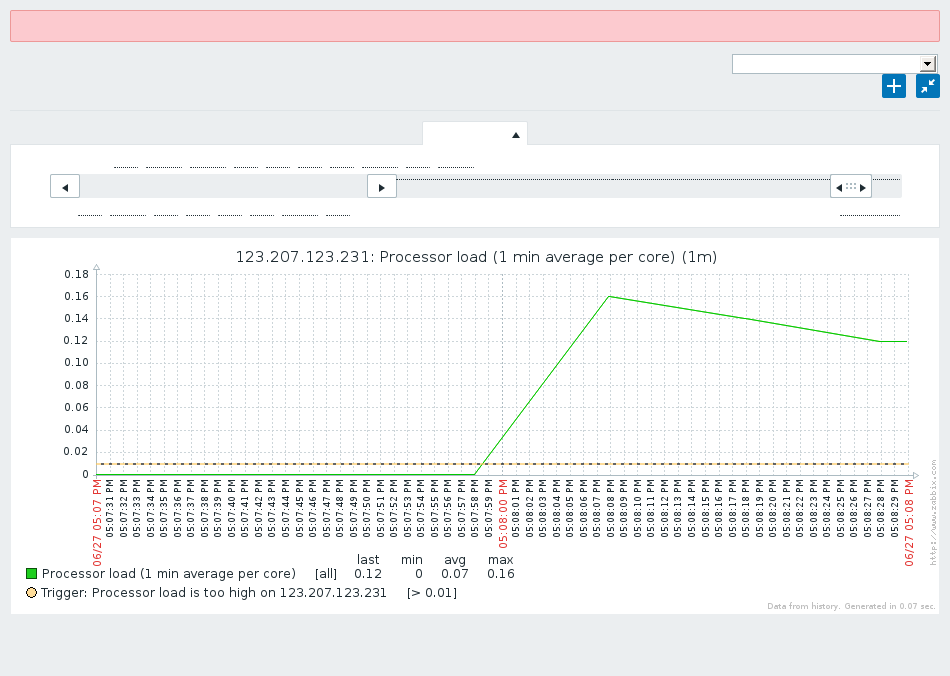 123.207.123.231: Processor load (1 min average per core) (1m)
0.18
0.16
0.14
0.12
0.10
0.08
0.06
0.04
0.02
0
06/27 05:07 PM
05:07:31 PM
05:07:32 PM
05:07:33 PM
05:07:34 PM
05:07:35 PM
05:07:36 PM
05:07:37 PM
05:07:38 PM
05:07:39 PM
05:07:40 PM
05:07:41 PM
05:07:42 PM
05:07:43 PM
05:07:44 PM
05:07:45 PM
05:07:46 PM
05:07:47 PM
05:07:48 PM
05:07:49 PM
05:07:50 PM
05:07:51 PM
05:07:52 PM
05:07:53 PM
05:07:54 PM
05:07:55 PM
05:07:56 PM
05:07:57 PM
05:07:58 PM
05:07:59 PM
05:08:00 PM
05:08:01 PM
05:08:02 PM
05:08:03 PM
05:08:04 PM
05:08:05 PM
05:08:06 PM
05:08:07 PM
05:08:08 PM
05:08:09 PM
05:08:10 PM
05:08:11 PM
05:08:12 PM
05:08:13 PM
05:08:14 PM
05:08:15 PM
05:08:16 PM
05:08:17 PM
05:08:18 PM
05:08:19 PM
05:08:20 PM
05:08:21 PM
05:08:22 PM
05:08:23 PM
05:08:24 PM
05:08:25 PM
05:08:26 PM
05:08:27 PM
05:08:28 PM
05:08:29 PM
06/27 05:08 PM
http://www.zabbix.com
last min avg max
Processor load (1 min average per core) [all] 0.12 0 0.07 0.16
Trigger: Processor load is too high on 123.207.123.231 [> 0.01]
Data from history. Generated in 0.07 sec.